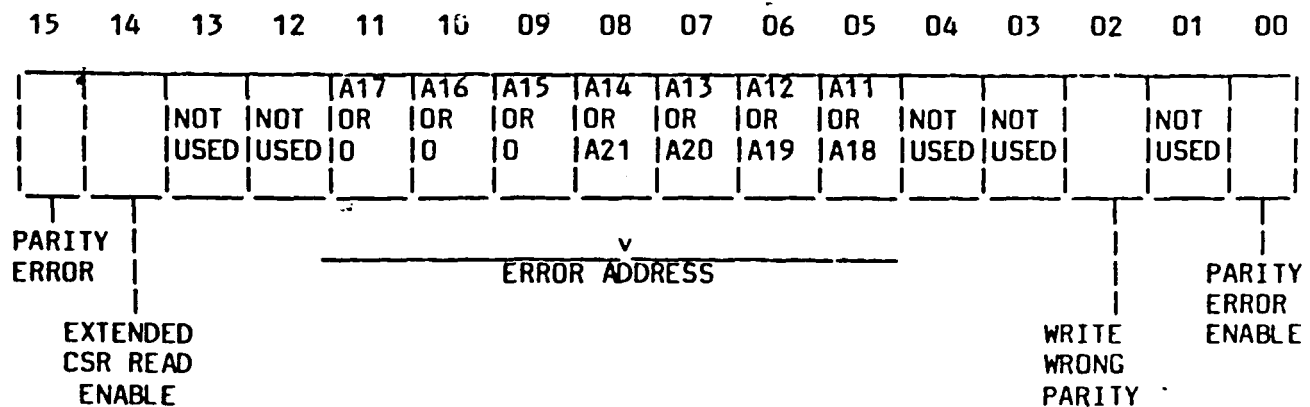 15 14 13 12 11 10 09 08 07 06 05 04 03 02 01 00
A17 A16 A15 A14 A13 A12 A11
NOT NOT OR OR OR OR OR OR OR NOT NOT NOT
USED USED 0 0 0 A21 A20 A19 A18 USED USED USED
PARITY
ERROR
ERROR ADDRESS
PARITY
ERROR
ENABLE
EXTENDED
CSR READ
ENABLE
WRITE
WRONG
PARITY